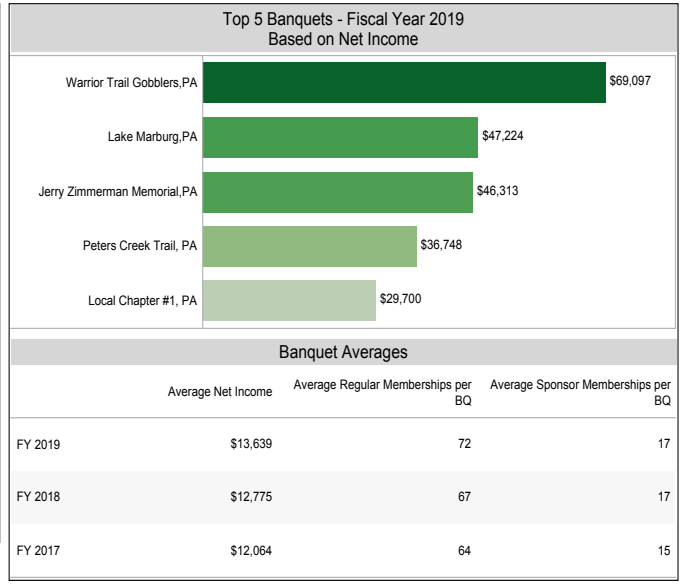 Top 5 Banquets - Fiscal Year 2019
Based on Net Income
Warrior Trail Gobblers,PA $69,097
Lake Marburg,PA $47,224
Jerry Zimmerman Memorial,PA $46,313
Peters Creek Trail, PA $36,748
Local Chapter #1, PA $29,700
Banquet Averages
Average Net Income Average Regular Memberships per BQ Average Sponsor Memberships per BQ
FY 2019 $13,639 72 17
FY 2018 $12,775 67 17
FY 2017 $12,064 64 15